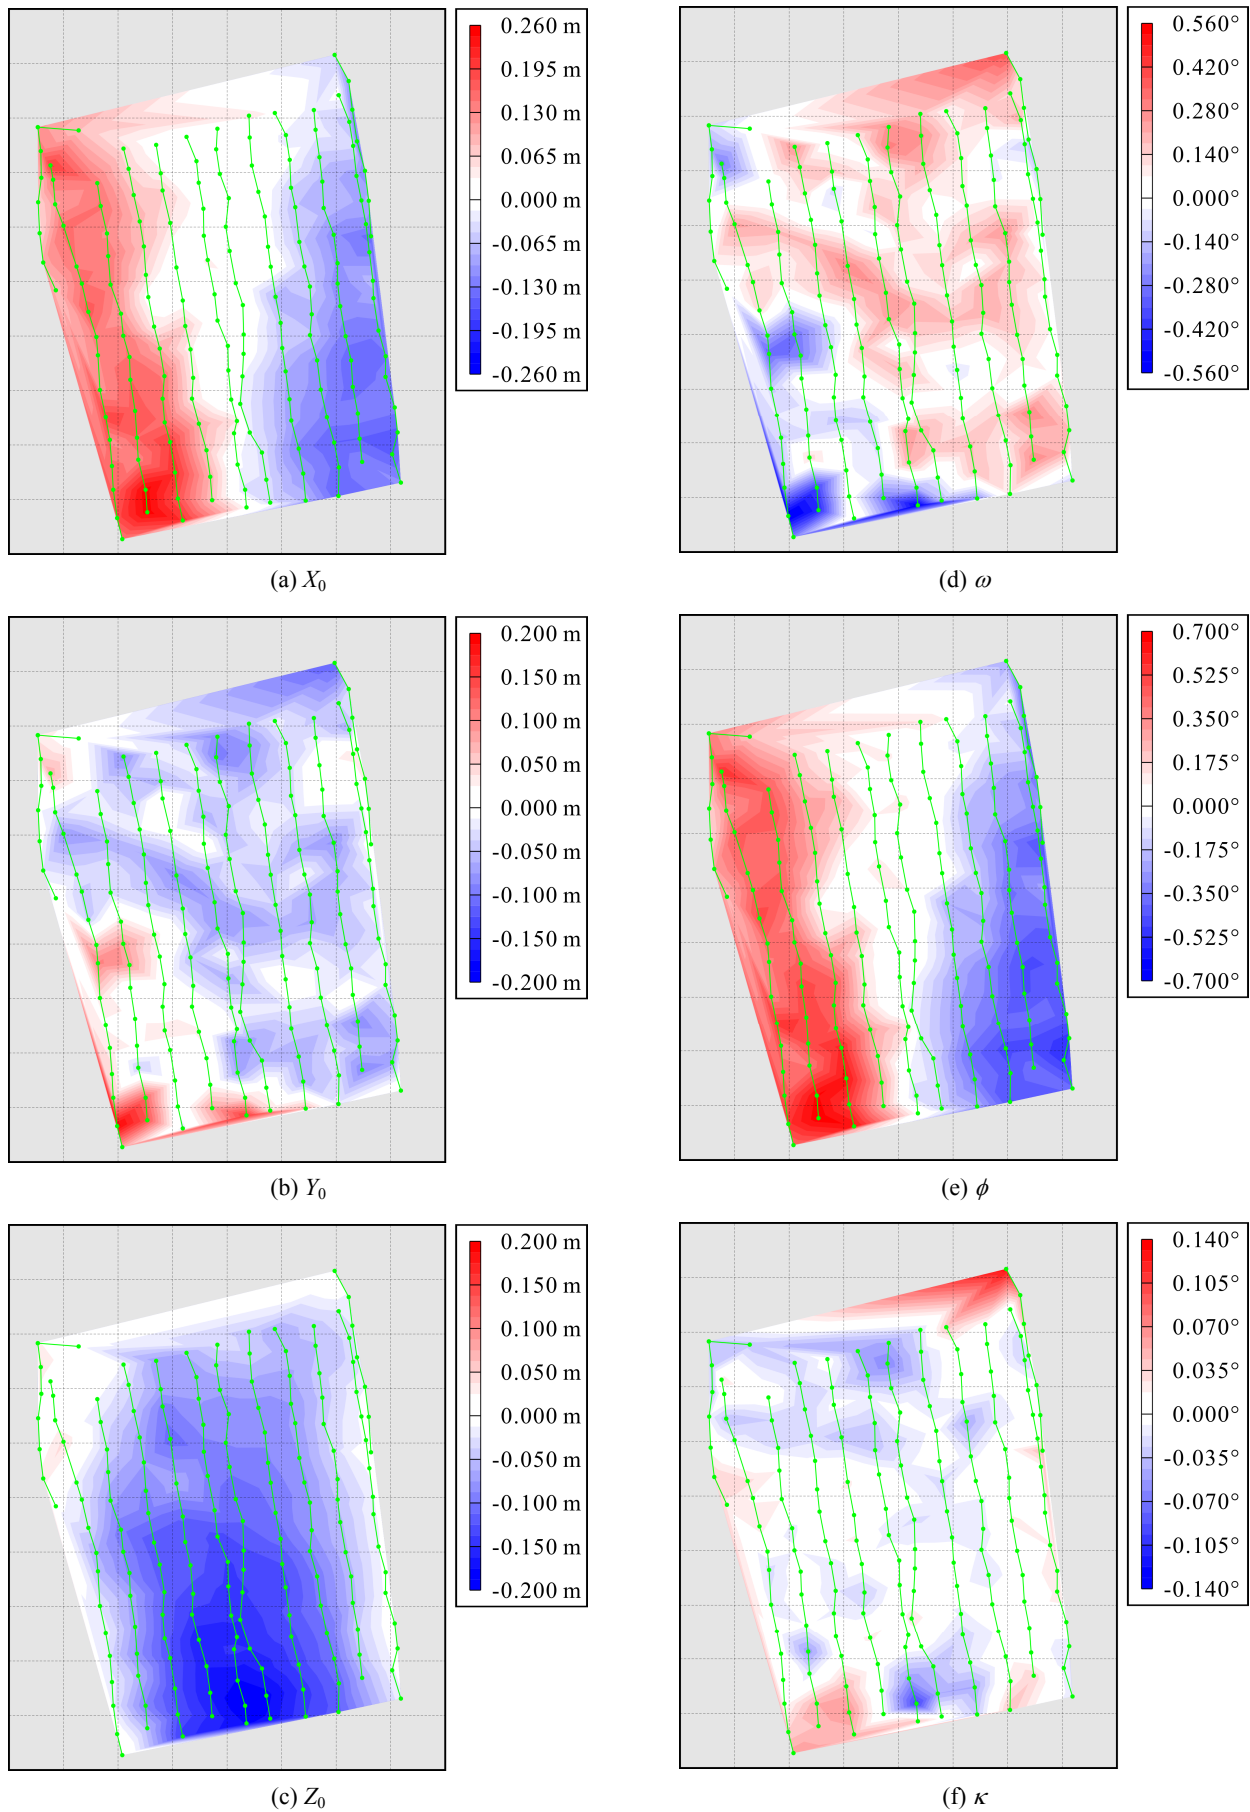 0.260 m
0.195 m
0.130 m
0.065 m
0.000 m
-0.065 m
-0.130 m
-0.195 m
-0.260 m
(a) X₀
0.560°
0.420°
0.280°
0.140°
0.000°
-0.140°
-0.280°
-0.420°
-0.560°
(d) ω
0.200 m
0.150 m
0.100 m
0.050 m
0.000 m
-0.050 m
-0.100 m
-0.150 m
-0.200 m
(b) Y₀
0.700°
0.525°
0.350°
0.175°
0.000°
-0.175°
-0.350°
-0.525°
-0.700°
(e) ϕ
0.200 m
0.150 m
0.100 m
0.050 m
0.000 m
-0.050 m
-0.100 m
-0.150 m
-0.200 m
(c) Z₀
0.140°
0.105°
0.070°
0.035°
0.000°
-0.035°
-0.070°
-0.105°
-0.140°
(f) κ